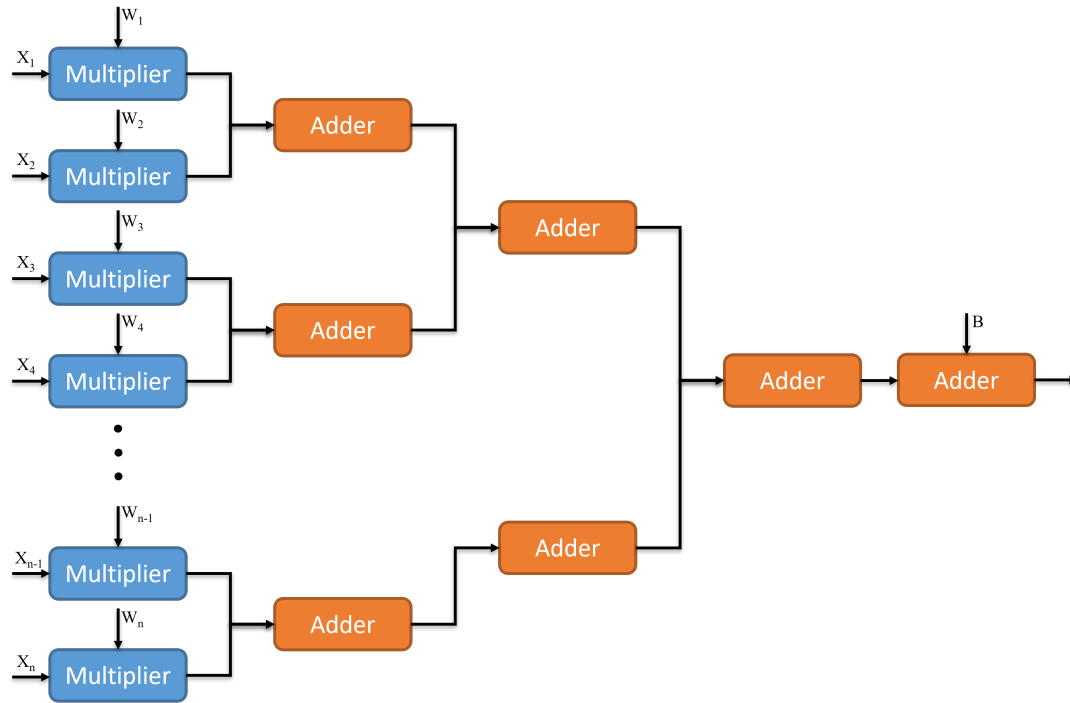 W1
X1
Multiplier
W2
Adder
X2
Multiplier
W3
Adder
X3
Multiplier
W4
Adder
B
X4
Multiplier
Adder
Adder
Wn-1
Adder
Xn-1
Multiplier
Wn
Adder
Xn
Multiplier